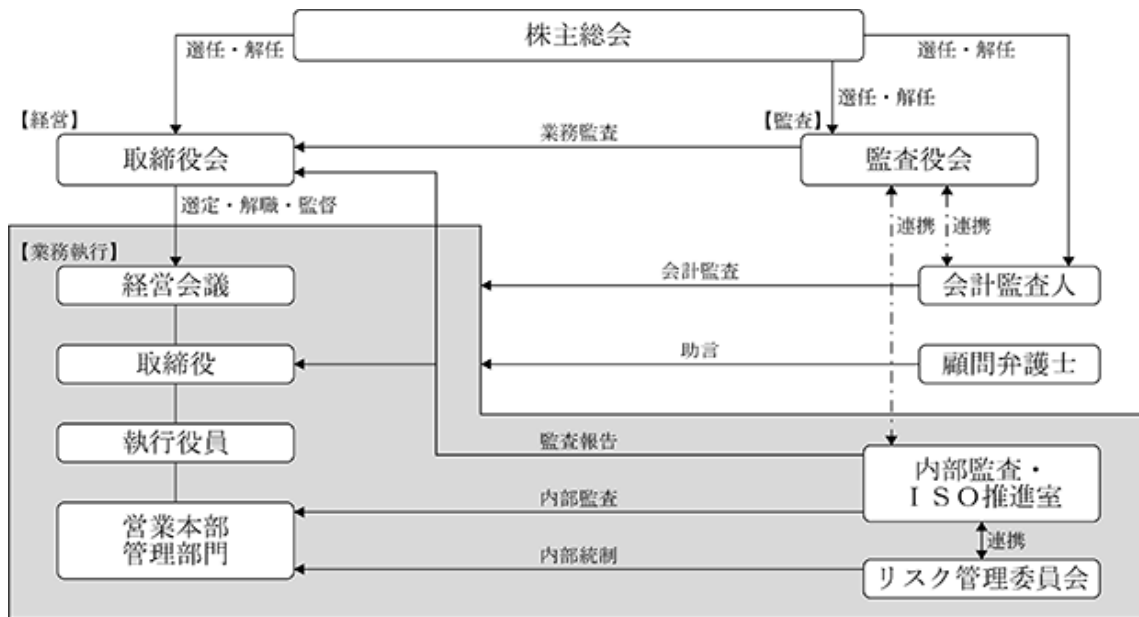 株主総会
選任・解任
選任・解任
選任・解任
【経営】
業務監査
【監査】
取締役会
監査役会
選定・解職・監督
連携
連携
【業務執行】
経営会議
会計監査
会計監査人
取締役
助言
顧問弁護士
執行役員
監査報告
内部監査・
ＩＳＯ推進室
内部監査
営業本部
管理部門
連携
内部統制
リスク管理委員会